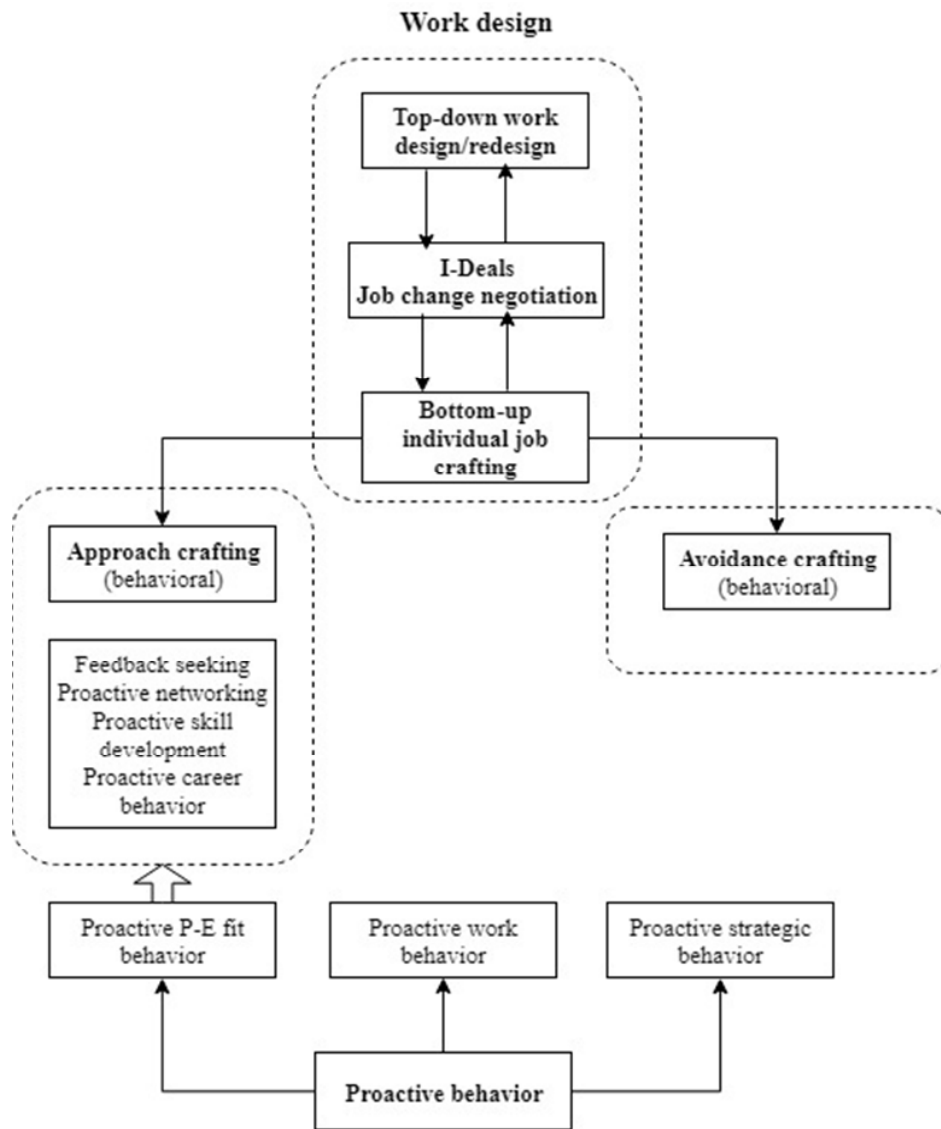 Work design
Top-down work
design/redesign
I-Deals
Job change negotiation
Bottom-up
individual job
crafting
Approach crafting
(behavioral)
Avoidance crafting
(behavioral)
Feedback seeking
Proactive networking
Proactive skill
development
Proactive career
behavior
Proactive P-E fit
behavior
Proactive work
behavior
Proactive strategic
behavior
Proactive behavior